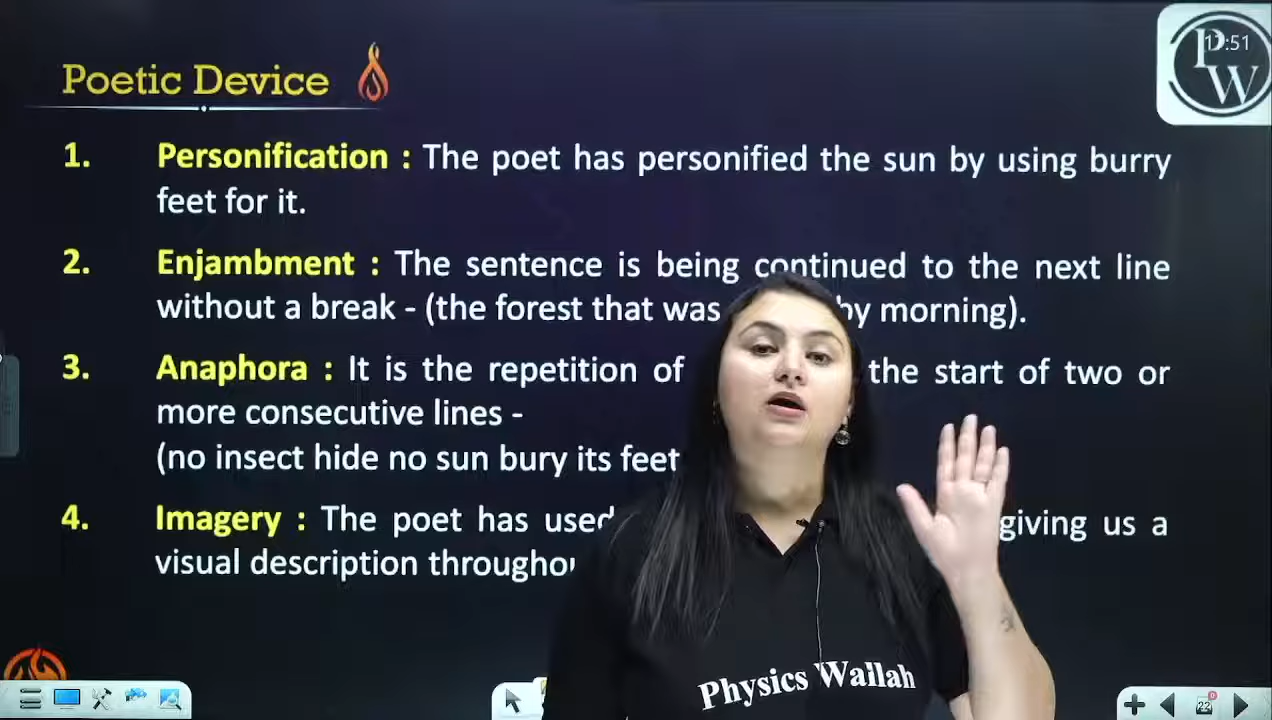 Poetic Device
PW
:51
1. Personification : The poet has personified the sun by using burry
feet for it.
2. Enjambment : The sentence is being continued to the next line
without a break - (the forest that was by morning).
3. Anaphora : It is the repetition of the start of two or
more consecutive lines -
(no insect hide no sun bury its feet
4. Imagery : The poet has used giving us a
visual description
Physics Wallah
22